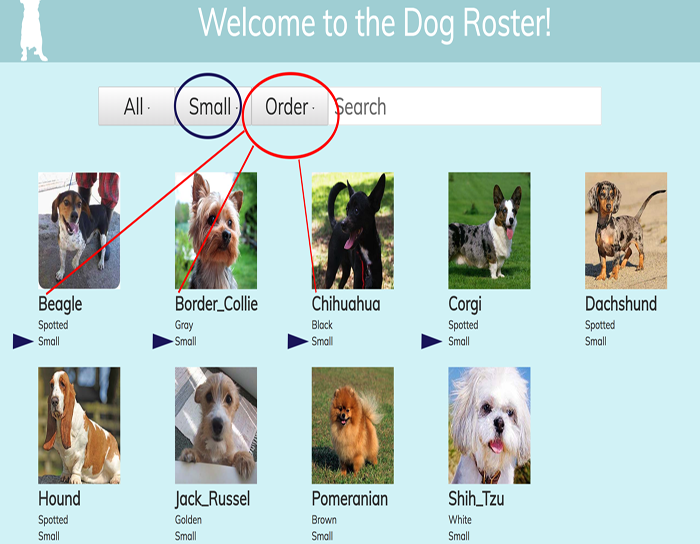 Welcome to the Dog Roster!
All · Small · Order · Search
Beagle Border_Collie Chihuahua Corgi Dachshund
Spotted Gray Black Spotted Spotted
Small Small Small Small Small
Hound Jack_Russel Pomeranian Shih_Tzu
Spotted Golden Brown White
Small Small Small Small